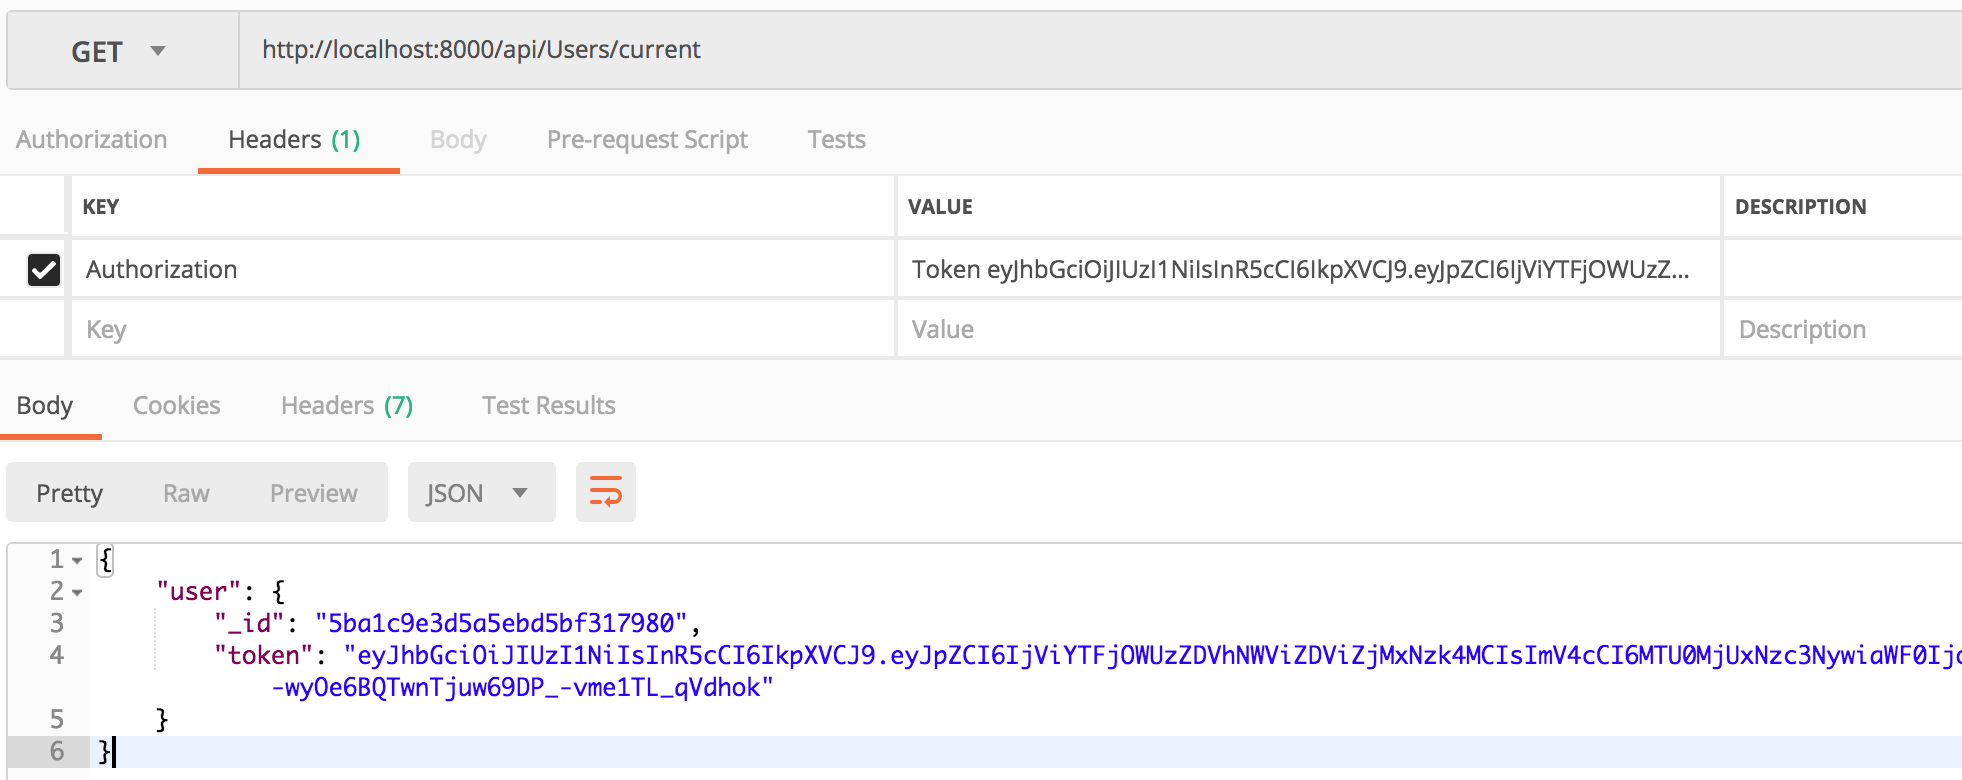 GET http://localhost:8000/api/Users/current
Authorization Headers (1) Body Pre-request Script Tests
KEY VALUE DESCRIPTION
Authorization Token eyJhbGciOiJIUzI1NiIsInR5cCI6IkpXVCJ9.eyJpZCI6IjViYTFjOWUzZ...
Key Value Description
Body Cookies Headers (7) Test Results
Pretty Raw Preview JSON
1 {
2 "user": {
3 "_id": "5ba1c9e3d5a5ebd5bf317980",
4 "token": "eyJhbGciOiJIUzI1NiIsInR5cCI6IkpXVCJ9.eyJpZCI6IjViYTFjOWUzZDVhNWViZDViZjMxNzk4MCIsImV4cCI6MTU0MjUxNzc3NywiaWF0Ijo
-wyOe6BQTwnTjuw69DP_-vme1TL_qVdhok"
5 }
6 }